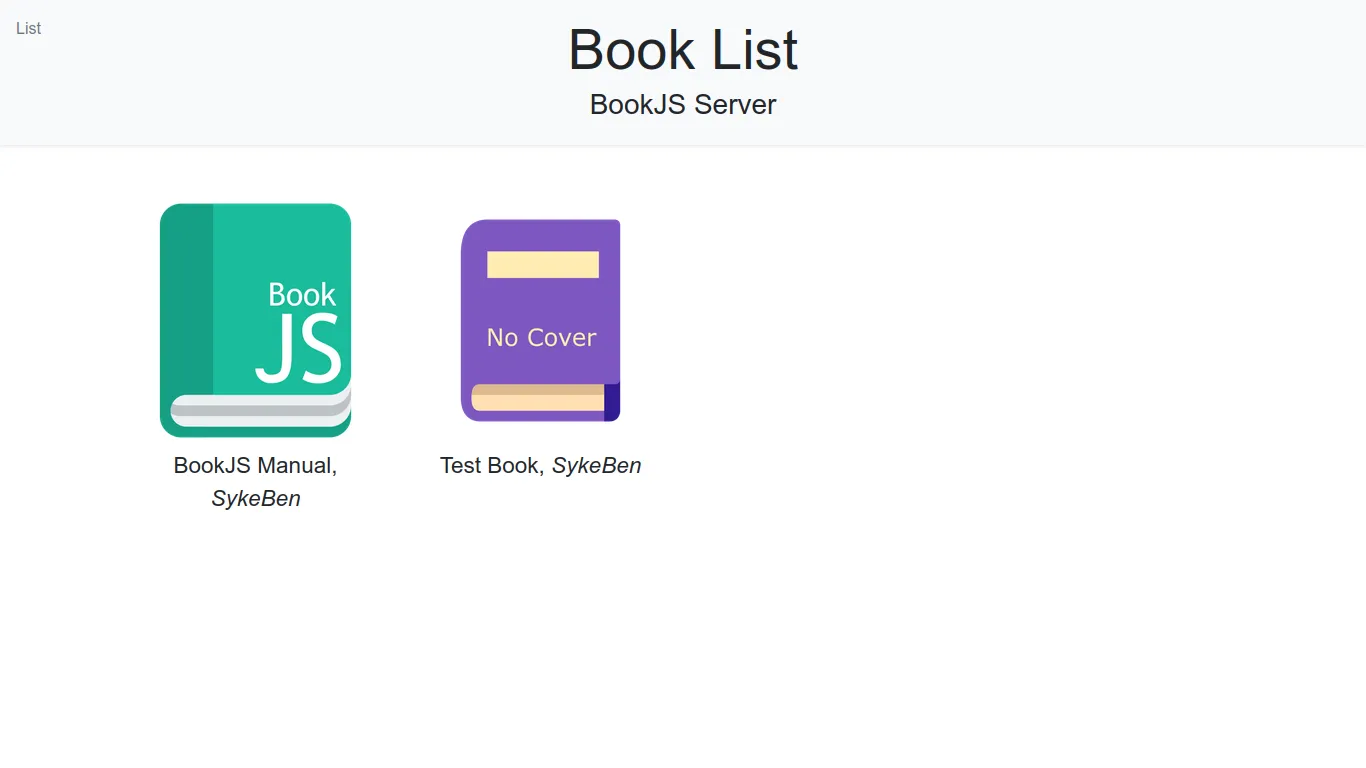 List
Book List
BookJS Server
Book
JS
No Cover
BookJS Manual,
SykeBen
Test Book, SykeBen